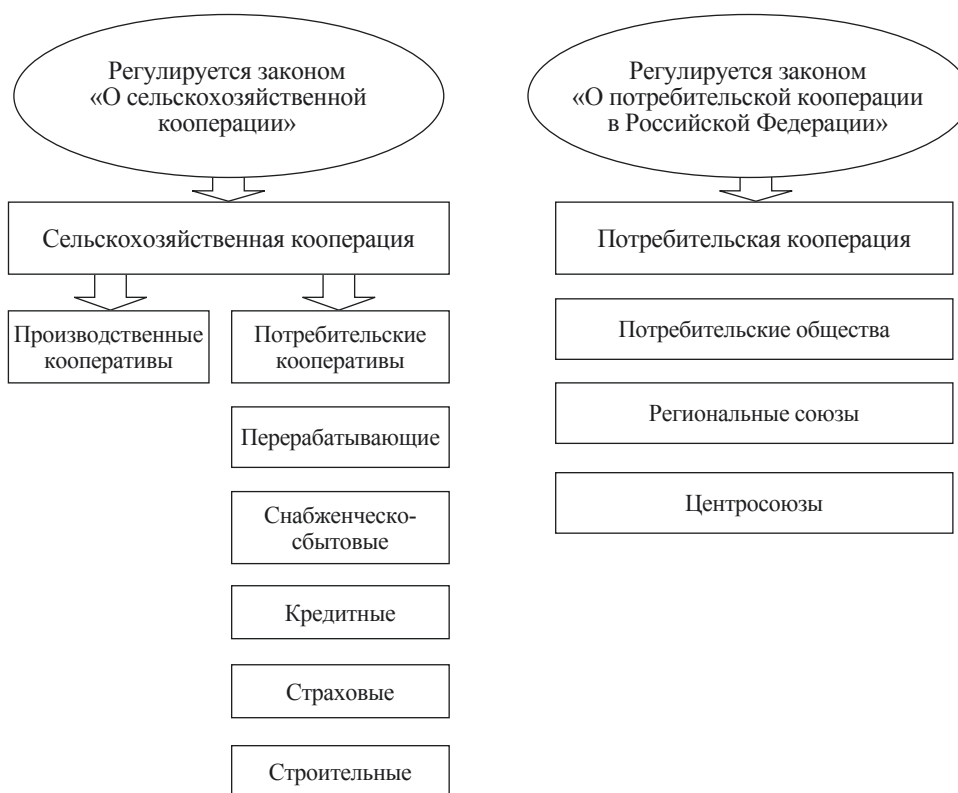 Регулируется законом
«О сельскохозяйственной
кооперации»
Регулируется законом
«О потребительской кооперации
в Российской Федерации»
Сельскохозяйственная кооперация
Потребительская кооперация
Производственные
кооперативы
Потребительские
кооперативы
Перерабатывающие
Снабженческо-
сбытовые
Кредитные
Страховые
Строительные
Потребительские общества
Региональные союзы
Центросоюзы